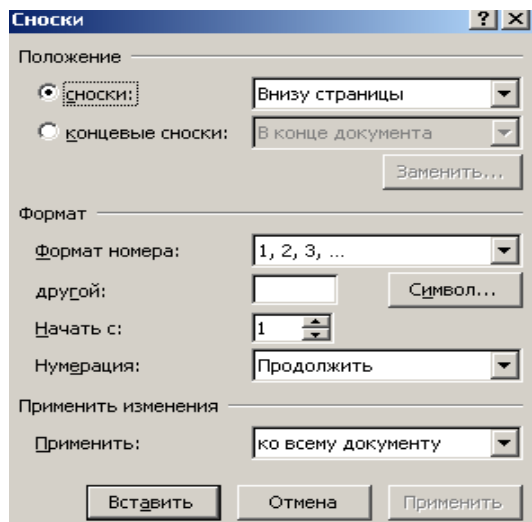 Сноски
Положение
сноски: Внизу страницы
концевые сноски: В конце документа
Заменить...
Формат
Формат номера: 1, 2, 3, ...
другой: Символ...
Начать с: 1
Нумерация: Продолжить
Применить изменения
Применить: ко всему документу
Вставить Отмена Применить